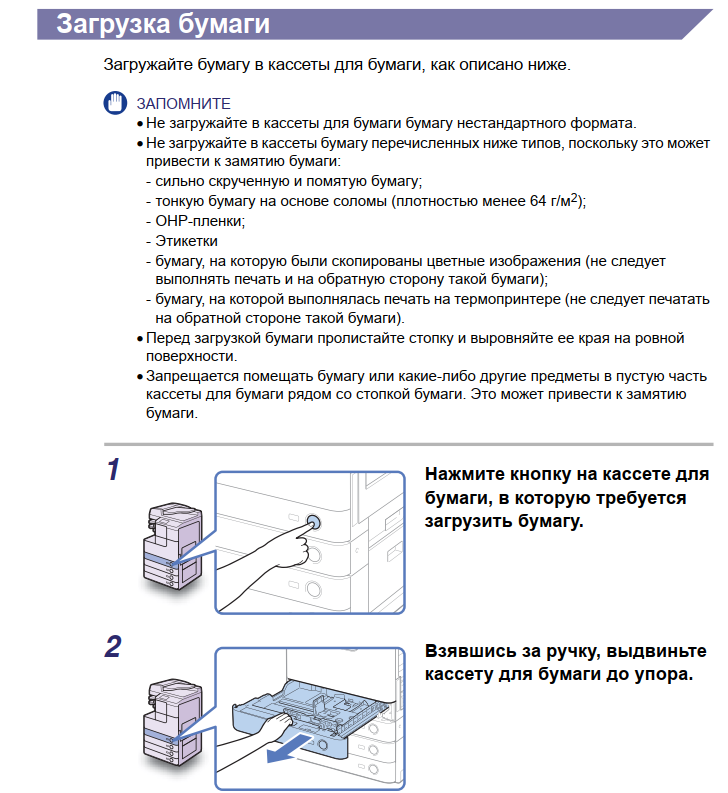 Загрузка бумаги
Загружайте бумагу в кассеты для бумаги, как описано ниже.
ЗАПОМНИТЕ
• Не загружайте в кассеты для бумаги бумагу нестандартного формата.
• Не загружайте в кассеты бумагу перечисленных ниже типов, поскольку это может
привести к замятию бумаги:
- сильно скрученную и помятую бумагу;
- тонкую бумагу на основе соломы (плотностью менее 64 г/м2);
- OHP-пленки;
- Этикетки
- бумагу, на которую были скопированы цветные изображения (не следует
выполнять печать и на обратную сторону такой бумаги);
- бумагу, на которой выполнялась печать на термопринтере (не следует печатать
на обратной стороне такой бумаги).
• Перед загрузкой бумаги пролистайте стопку и выровняйте ее края на ровной
поверхности.
• Запрещается помещать бумагу или какие-либо другие предметы в пустую часть
кассеты для бумаги рядом со стопкой бумаги. Это может привести к замятию
бумаги.
1
Нажмите кнопку на кассете для
бумаги, в которую требуется
загрузить бумагу.
2
Взявшись за ручку, выдвиньте
кассету для бумаги до упора.